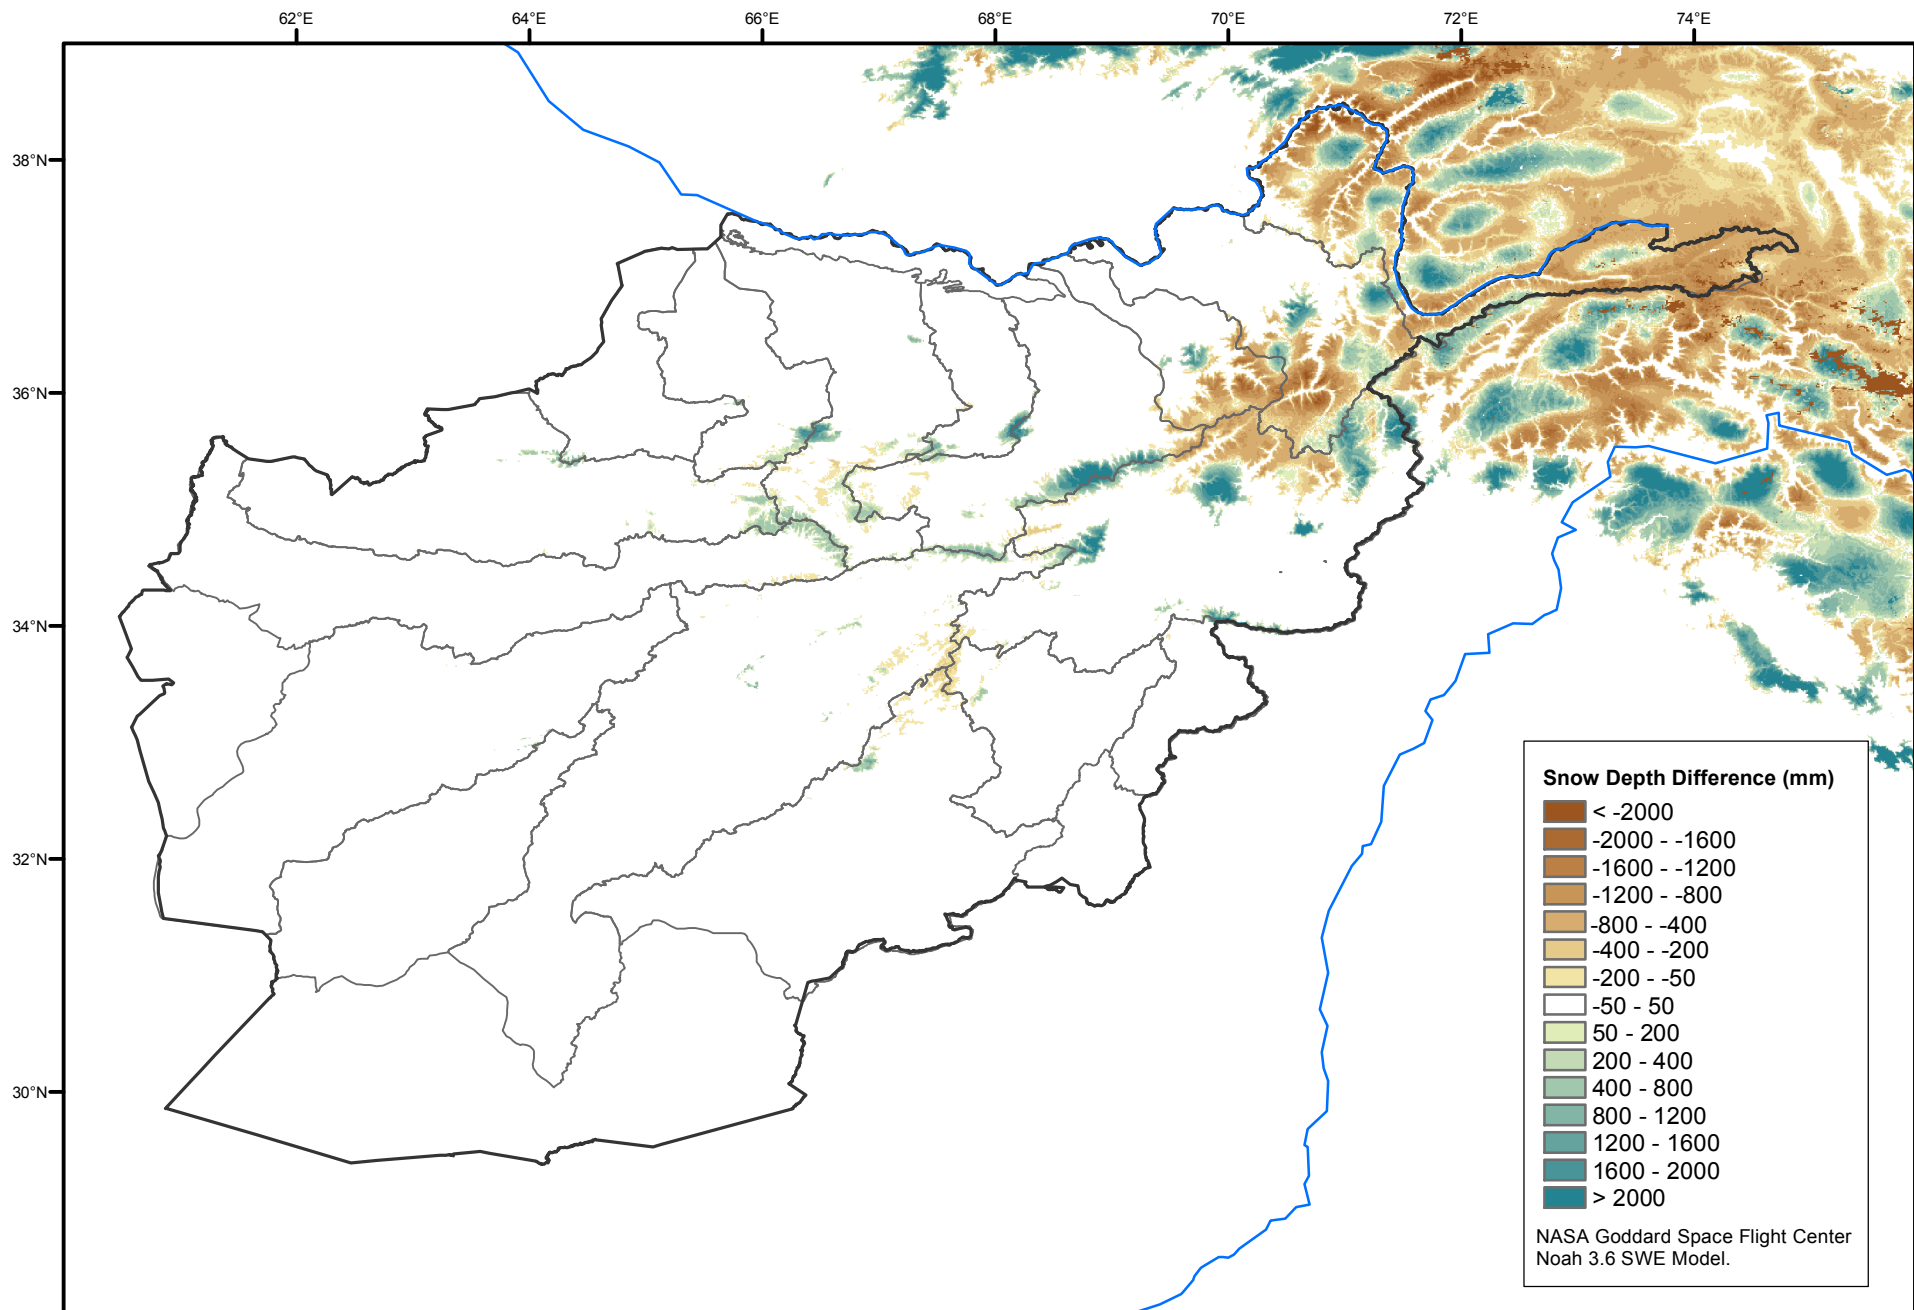 62°E 64°E 66°E 68°E 70°E 72°E 74°E
38°N
36°N
34°N
32°N
30°N
Snow Depth Difference (mm)
< -2000
-2000 - -1600
-1600 - -1200
-1200 - -800
-800 - -400
-400 - -200
-200 - -50
-50 - 50
50 - 200
200 - 400
400 - 800
800 - 1200
1200 - 1600
1600 - 2000
> 2000
NASA Goddard Space Flight Center
Noah 3.6 SWE Model.